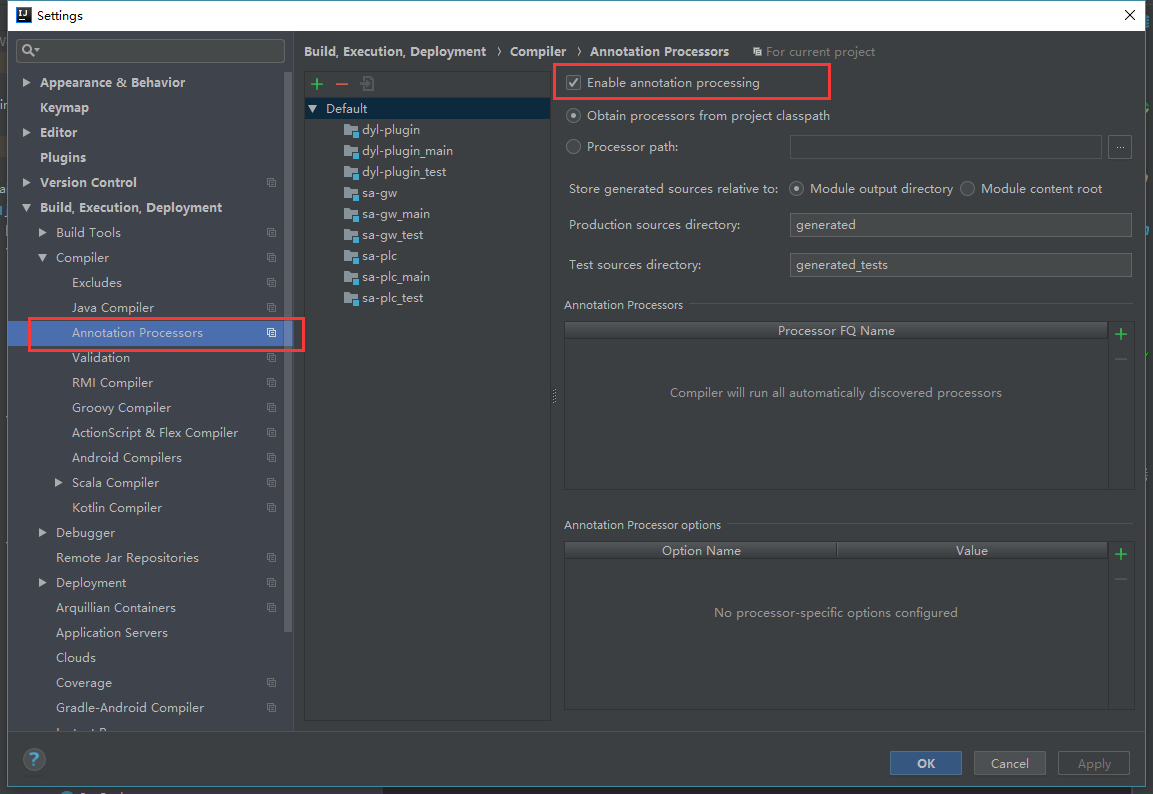 Settings
Build, Execution, Deployment › Compiler › Annotation Processors For current project
Appearance & Behavior
Keymap
Editor
Plugins
Version Control
Build, Execution, Deployment
Build Tools
Compiler
Excludes
Java Compiler
Annotation Processors
Validation
RMI Compiler
Groovy Compiler
ActionScript & Flex Compiler
Android Compilers
Scala Compiler
Kotlin Compiler
Debugger
Remote Jar Repositories
Deployment
Arquillian Containers
Application Servers
Clouds
Coverage
Gradle-Android Compiler
Default
dyl-plugin
dyl-plugin_main
dyl-plugin_test
sa-gw
sa-gw_main
sa-gw_test
sa-plc
sa-plc_main
sa-plc_test
Enable annotation processing
Obtain processors from project classpath
Processor path:
...
Store generated sources relative to: Module output directory Module content root
Production sources directory: generated
Test sources directory: generated_tests
Annotation Processors
Processor FQ Name
Compiler will run all automatically discovered processors
Annotation Processor options
Option Name Value
No processor-specific options configured
?
OK Cancel Apply